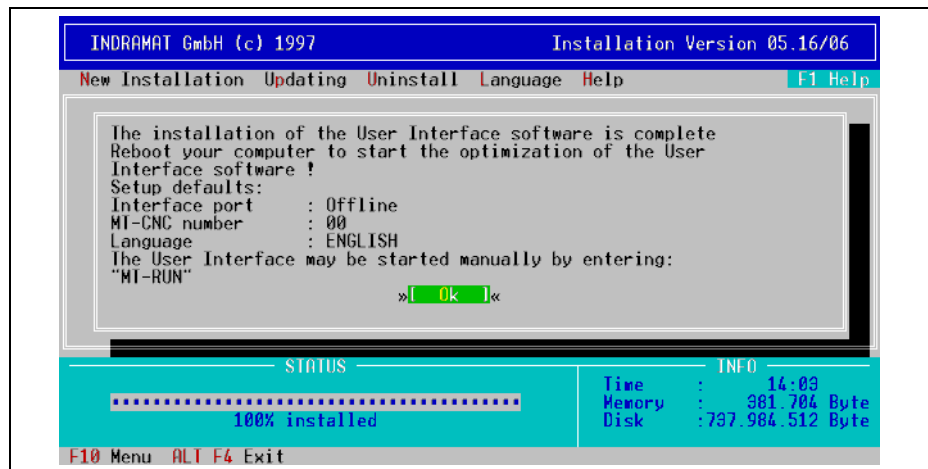 INDRAMAT GmbH (c) 1997 Installation Version 05.16/06
New Installation Updating Uninstall Language Help F1 Help
The installation of the User Interface software is complete
Reboot your computer to start the optimization of the User
Interface software !
Setup defaults:
Interface port : Offline
MT-CNC number : 00
Language : ENGLISH
The User Interface may be started manually by entering:
"MT-RUN"
»[ Ok ]«
STATUS
100% installed
INFO
Time : 14:03
Memory : 381.704 Byte
Disk :737.984.512 Byte
F10 Menu ALT F4 Exit